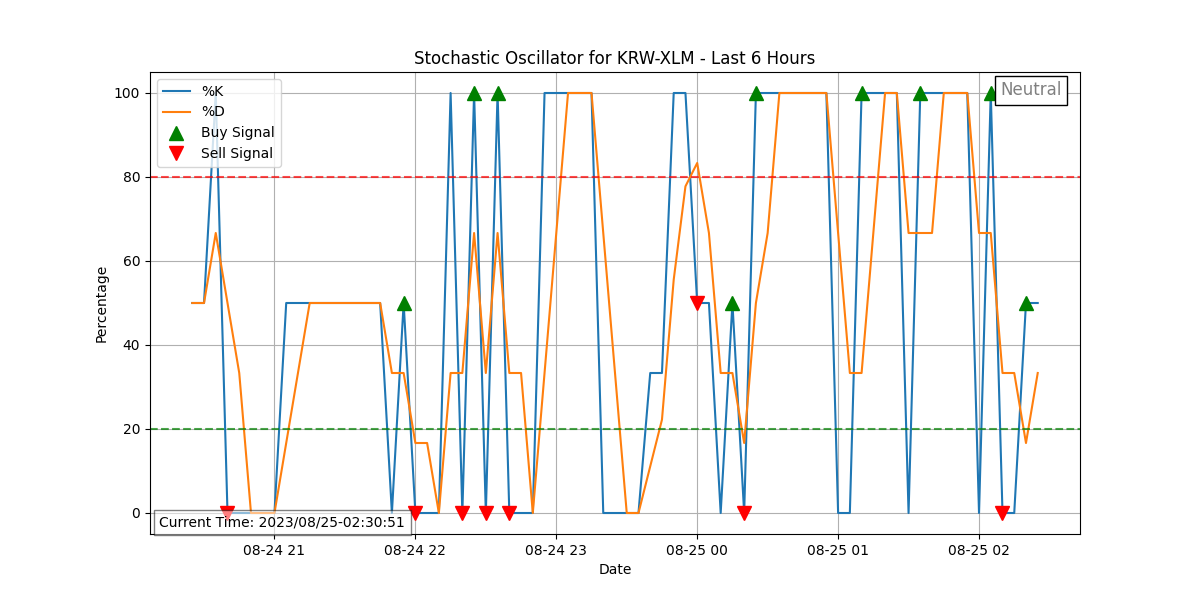 Stochastic Oscillator for KRW-XLM - Last 6 Hours
%K
%D
Buy Signal
Sell Signal
Neutral
100
80
60
40
20
0
Percentage
Current Time: 2023/08/25-02:30:51
08-24 21
08-24 22
08-24 23
08-25 00
08-25 01
08-25 02
Date